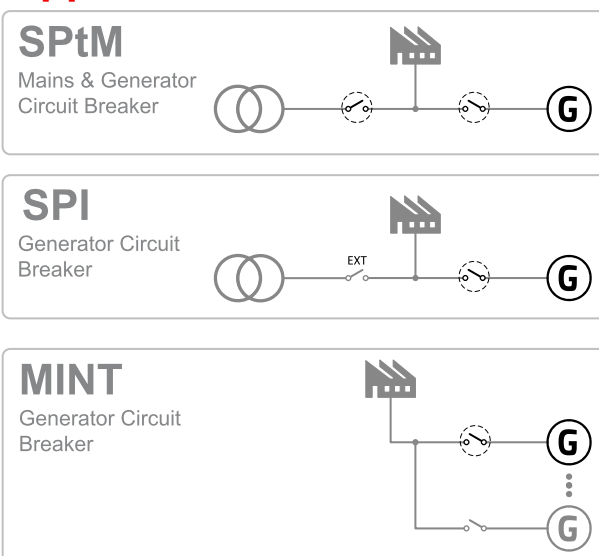 SPtM
Mains & Generator
Circuit Breaker
G
SPI
Generator Circuit
Breaker
EXT
G
MINT
Generator Circuit
Breaker
G
G